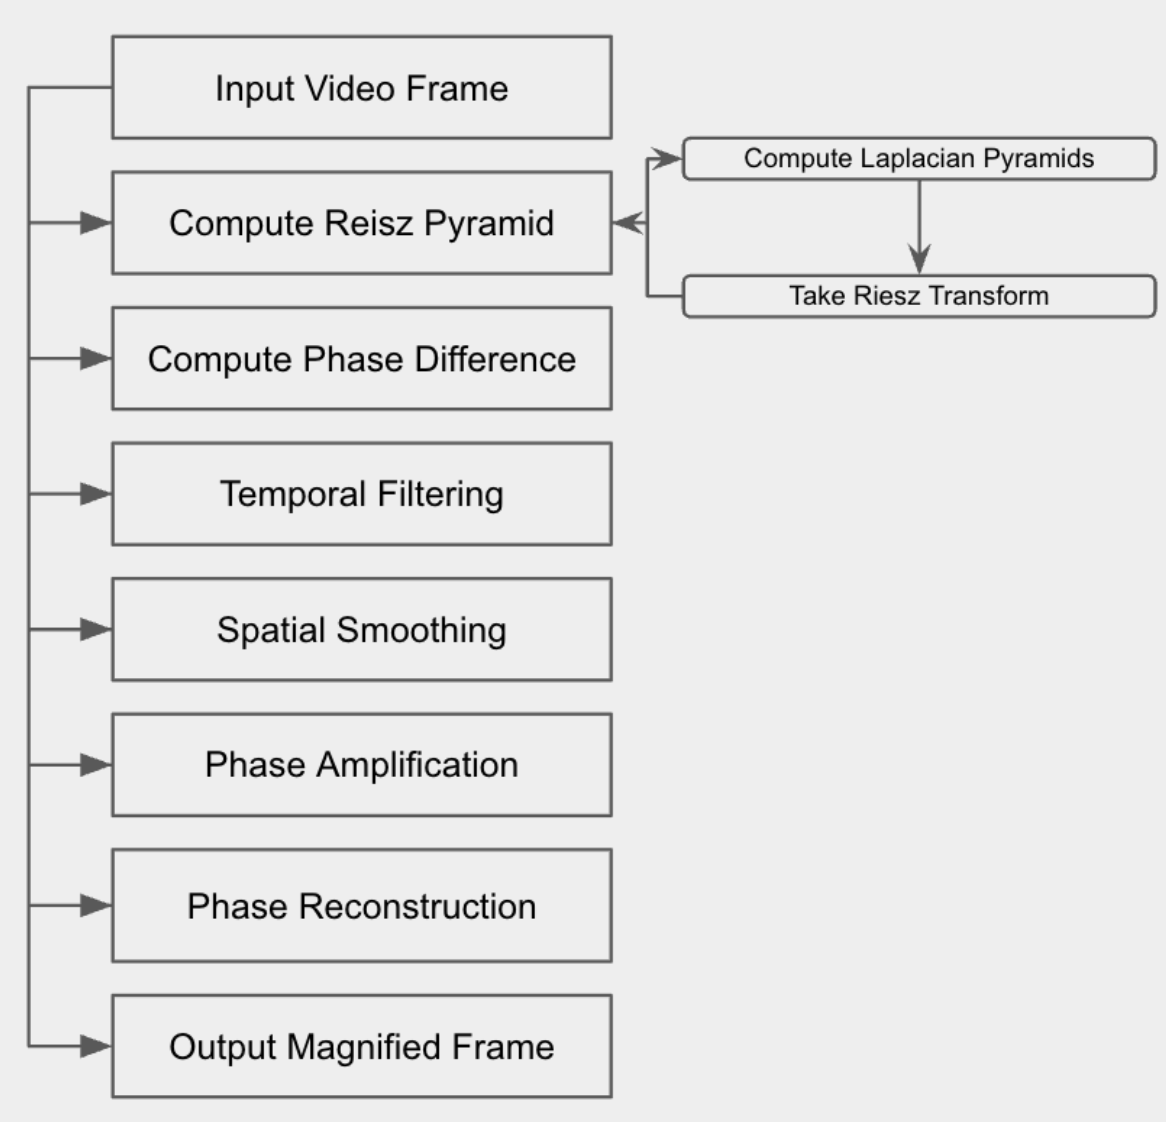 Input Video Frame
Compute Laplacian Pyramids
Compute Reisz Pyramid
Take Riesz Transform
Compute Phase Difference
Temporal Filtering
Spatial Smoothing
Phase Amplification
Phase Reconstruction
Output Magnified Frame